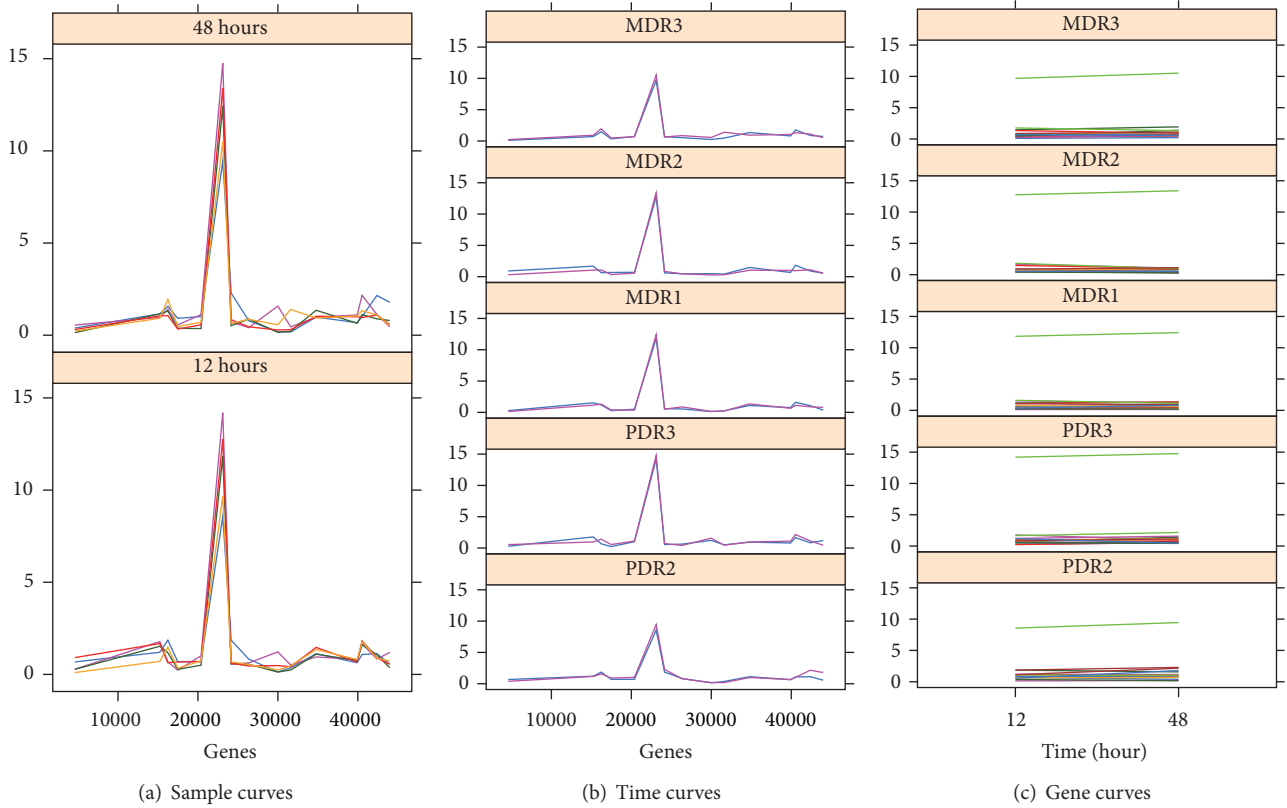 48 hours
15
10
5
0
12 hours
15
10
5
0
10000 20000 30000 40000
Genes
(a) Sample curves
MDR3
15
10
5
0
MDR2
15
10
5
0
MDR1
15
10
5
0
PDR3
15
10
5
0
PDR2
15
10
5
0
10000 20000 30000 40000
Genes
(b) Time curves
MDR3
15
10
5
0
MDR2
15
10
5
0
MDR1
15
10
5
0
PDR3
15
10
5
0
PDR2
15
10
5
0
12 48
Time (hour)
(c) Gene curves